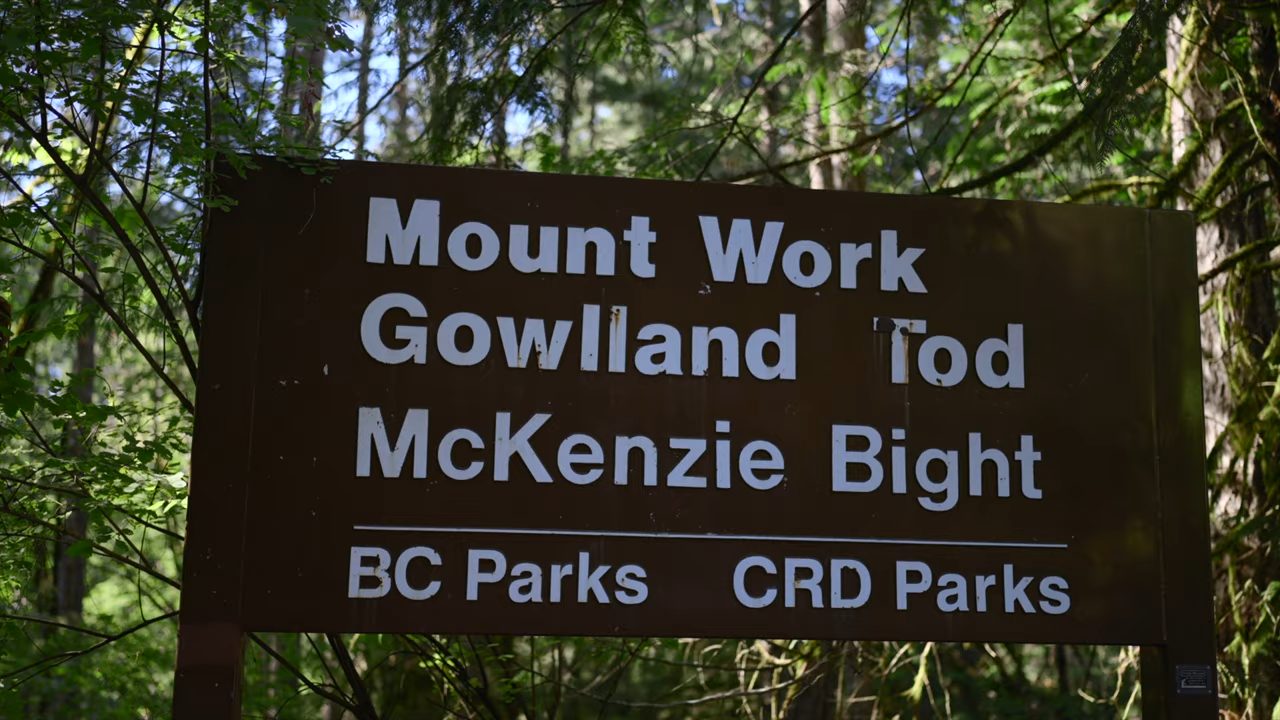 Mount Work
Gowlland Tod
McKenzie Bight
BC Parks CRD Parks